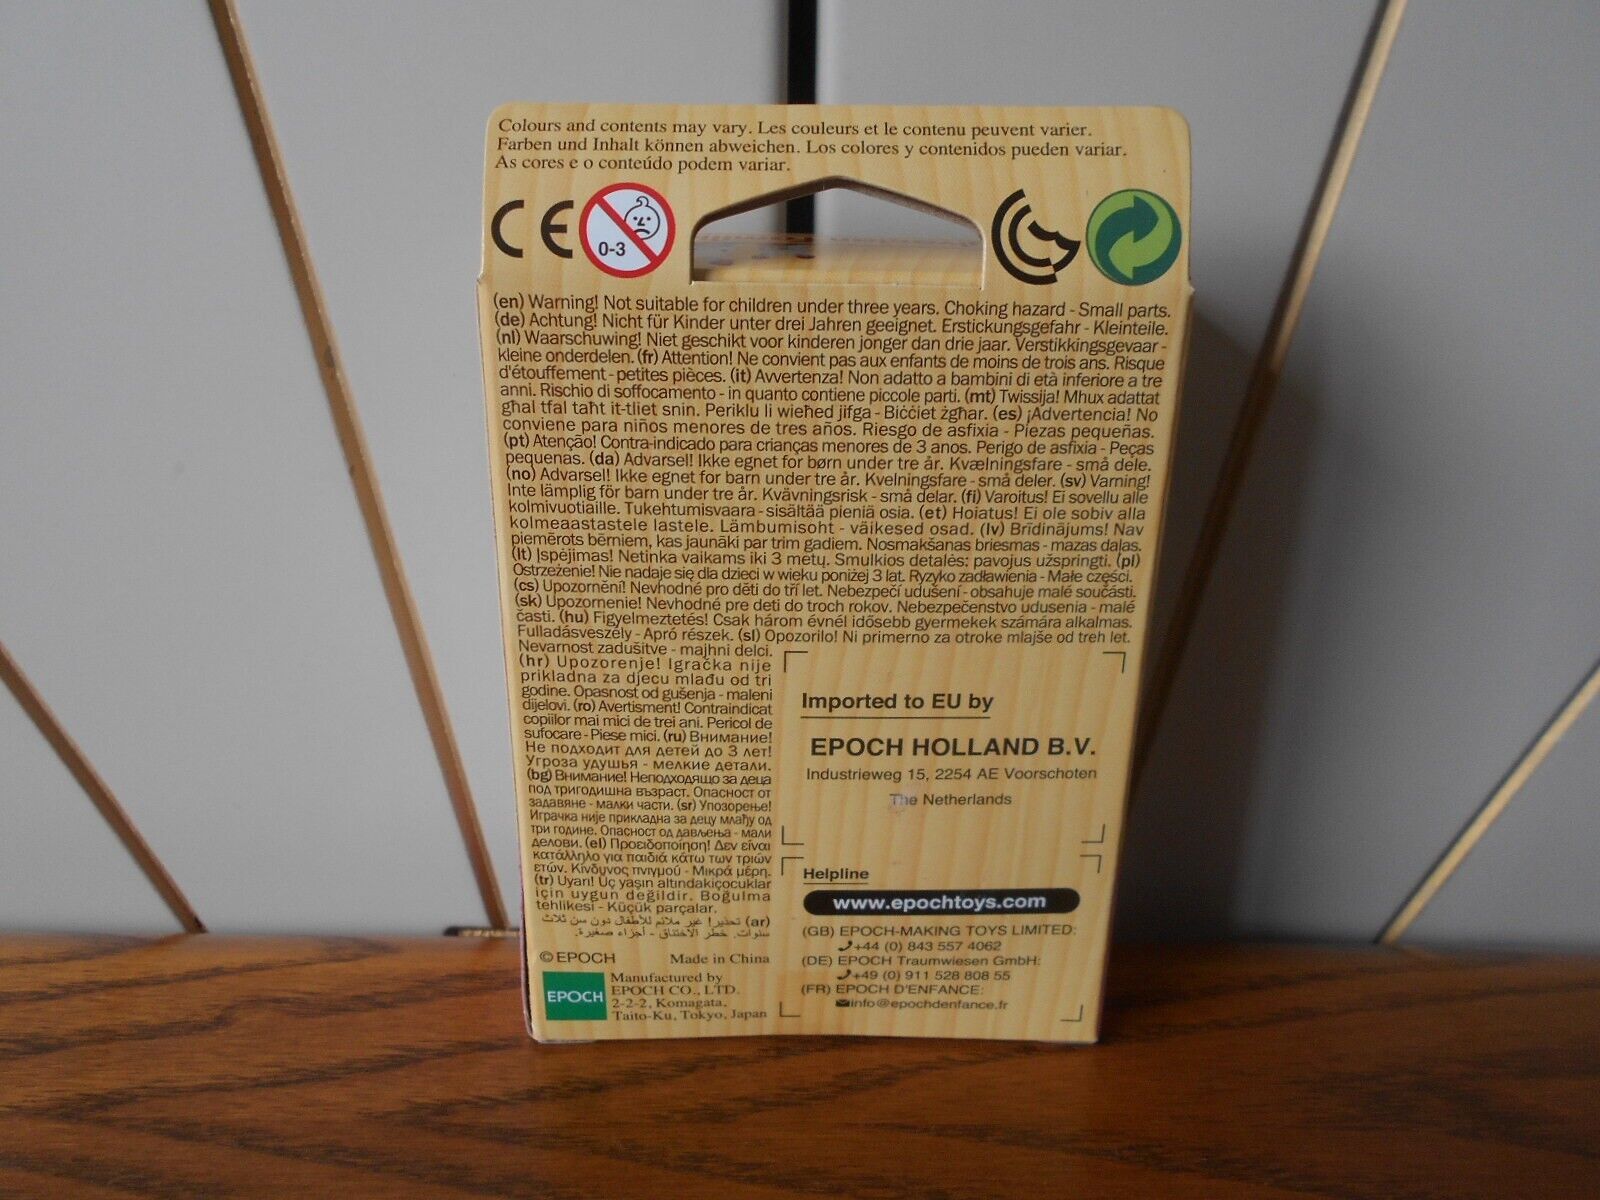 Colours and contents may vary. Les couleurs et le contenu peuvent varier.
Farben und Inhalt können abweichen. Los colores y contenidos pueden variar.
As cores e o conteúdo podem variar.
CE
0-3
(en) Warning! Not suitable for children under three years. Choking hazard - Small parts.
(de) Achtung! Nicht für Kinder unter drei Jahren geeignet. Erstickungsgefahr - Kleinteile.
(nl) Waarschuwing! Niet geschikt voor kinderen jonger dan drie jaar. Verstikkingsgevaar -
kleine onderdelen. (fr) Attention! Ne convient pas aux enfants de moins de trois ans. Risque
d'étouffement - petites pièces. (it) Avvertenza! Non adatto a bambini di età inferiore a tre
anni. Rischio di soffocamento - in quanto contiene piccole parti. (mt) Twissija! Mhux adattat
għal tfal taħt it-tliet snin. Periklu li wieħed jifga - Biċċiet żgħar. (es) ¡Advertencia! No
conviene para niños menores de tres años. Riesgo de asfixia - Piezas pequeñas.
(pt) Atenção! Contra-indicado para crianças menores de 3 anos. Perigo de asfixia - Peças
pequenas. (da) Advarsel! Ikke egnet for børn under tre år. Kvælningsfare - små dele.
(no) Advarsel! Ikke egnet for barn under tre år. Kvelningsfare - små deler. (sv) Varning!
Inte lämplig för barn under tre år. Kvävningsrisk - små delar. (fi) Varoitus! Ei sovellu alle
kolmivuotiaille. Tukehtumisvaara - sisältää pieniä osia. (et) Hoiatus! Ei ole sobiv alla
kolmeaastastele lastele. Lämbumisoht - väikesed osad. (lv) Brīdinājums! Nav
piemērots bērniem, kas jaunāki par trim gadiem. Nosmakšanas briesmas - mazas daļas.
(lt) Įspėjimas! Netinka vaikams iki 3 metų. Smulkios detalės: pavojus užspringti. (pl)
Ostrzeżenie! Nie nadaje się dla dzieci w wieku poniżej 3 lat. Ryzyko zadławienia - Małe części.
(cs) Upozornění! Nevhodné pro děti do tří let. Nebezpečí udušení - obsahuje malé součásti.
(sk) Upozornenie! Nevhodné pre deti do troch rokov. Nebezpečenstvo udusenia - malé
časti. (hu) Figyelmeztetés! Csak három évnél idősebb gyermekek számára alkalmas.
Fulladásveszély - Apró részek. (sl) Opozorilo! Ni primerno za otroke mlajše od treh let.
Nevarnost zadušitve - majhni delci.
(hr) Upozorenje! Igračka nije
prikladna za djecu mlađu od tri
godine. Opasnost od gušenja - maleni
dijelovi. (ro) Avertisment! Contraindicat
copiilor mai mici de trei ani. Pericol de
sufocare - Piese mici. (ru) Внимание!
Не подходит для детей до 3 лет!
Угроза удушья - мелкие детали.
(bg) Внимание! Неподходящо за деца
под тригодишна възраст. Опасност от
задавяне - малки части. (sr) Упозорење!
Играчка није прикладна за децу млађу од
три године. Опасност од дављења - мали
делови. (el) Προειδοποίηση! Δεν είναι
κατάλληλο για παιδιά κάτω των τριών
ετών. Κίνδυνος πνιγμού - Μικρά μέρη.
(tr) Uyarı! Üç yaşın altındakiçocuklar
için uygun değildir. Boğulma
tehlikesi - Küçük parçalar.
(ar) تحذير! غير ملائم للأطفال دون سن ثلاث
سنوات. خطر الاختناق - أجزاء صغيرة.
© EPOCH Made in China
EPOCH
Manufactured by
EPOCH CO., LTD.
2-2-2, Komagata,
Taito-Ku, Tokyo, Japan
Imported to EU by
EPOCH HOLLAND B.V.
Industrieweg 15, 2254 AE Voorschoten
The Netherlands
Helpline
www.epochtoys.com
(GB) EPOCH-MAKING TOYS LIMITED:
+44 (0) 843 557 4062
(DE) EPOCH Traumwiesen GmbH:
+49 (0) 911 528 808 55
(FR) EPOCH D'ENFANCE:
info@epochdenfance.fr